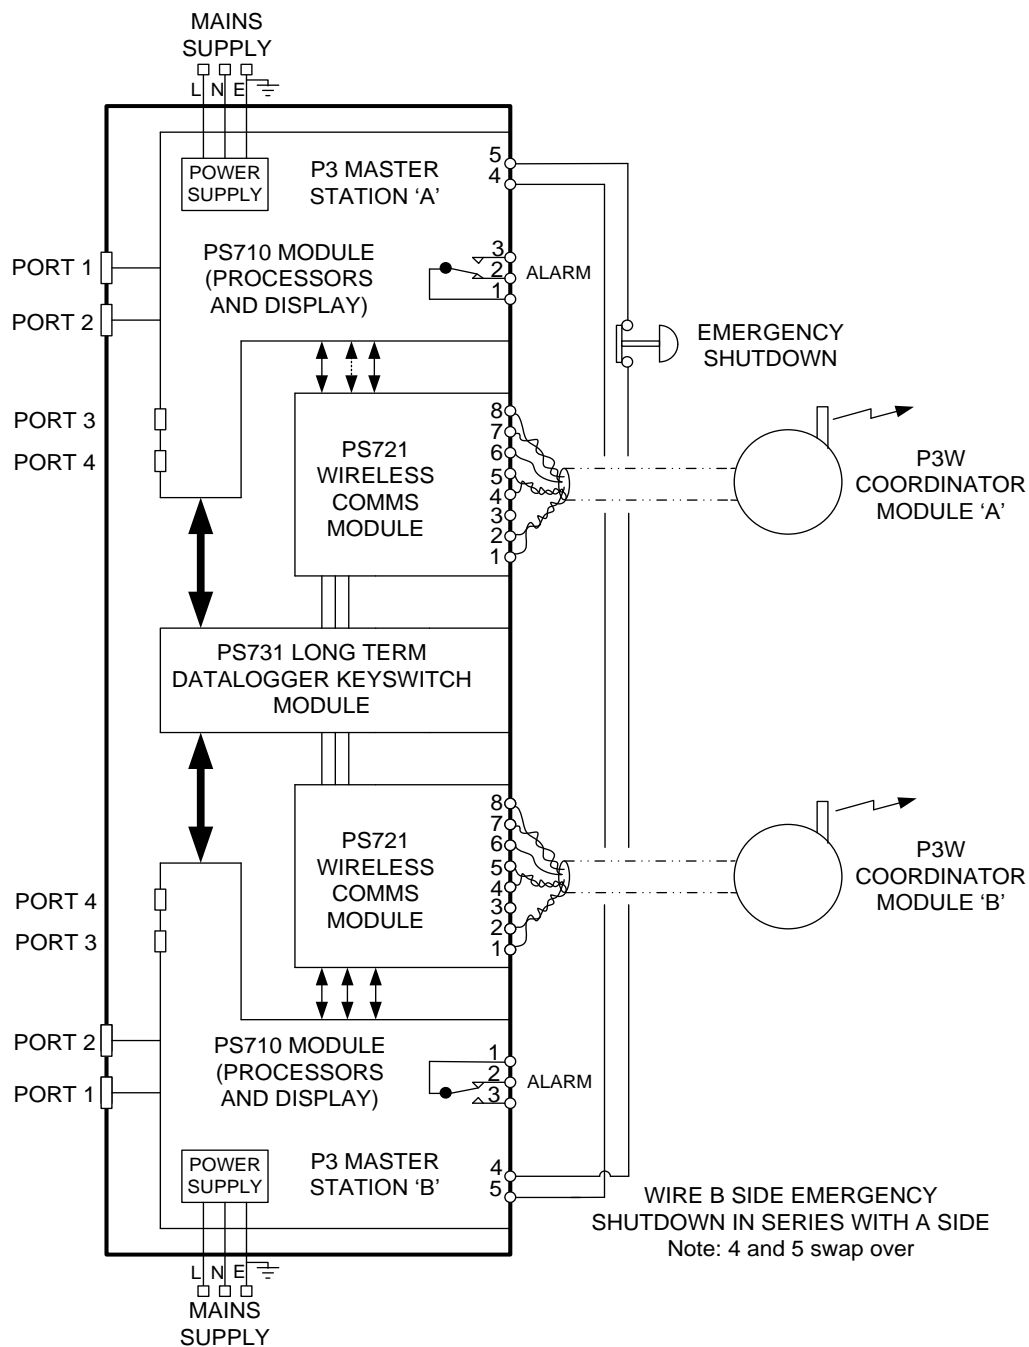 MAINS
SUPPLY
L N E
POWER
SUPPLY
P3 MASTER
STATION ‘A’
5
4
PS710 MODULE
(PROCESSORS
AND DISPLAY)
3
2
1
ALARM
PORT 1
PORT 2
EMERGENCY
SHUTDOWN
PORT 3
PORT 4
PS721
WIRELESS
COMMS
MODULE
8
7
6
5
4
3
2
1
P3W
COORDINATOR
MODULE ‘A’
PS731 LONG TERM
DATALOGGER KEYSWITCH
MODULE
PS721
WIRELESS
COMMS
MODULE
8
7
6
5
4
3
2
1
P3W
COORDINATOR
MODULE ‘B’
PORT 4
PORT 3
PORT 2
PORT 1
PS710 MODULE
(PROCESSORS
AND DISPLAY)
1
2
3
ALARM
POWER
SUPPLY
P3 MASTER
STATION ‘B’
4
5
WIRE B SIDE EMERGENCY
SHUTDOWN IN SERIES WITH A SIDE
Note: 4 and 5 swap over
L N E
MAINS
SUPPLY